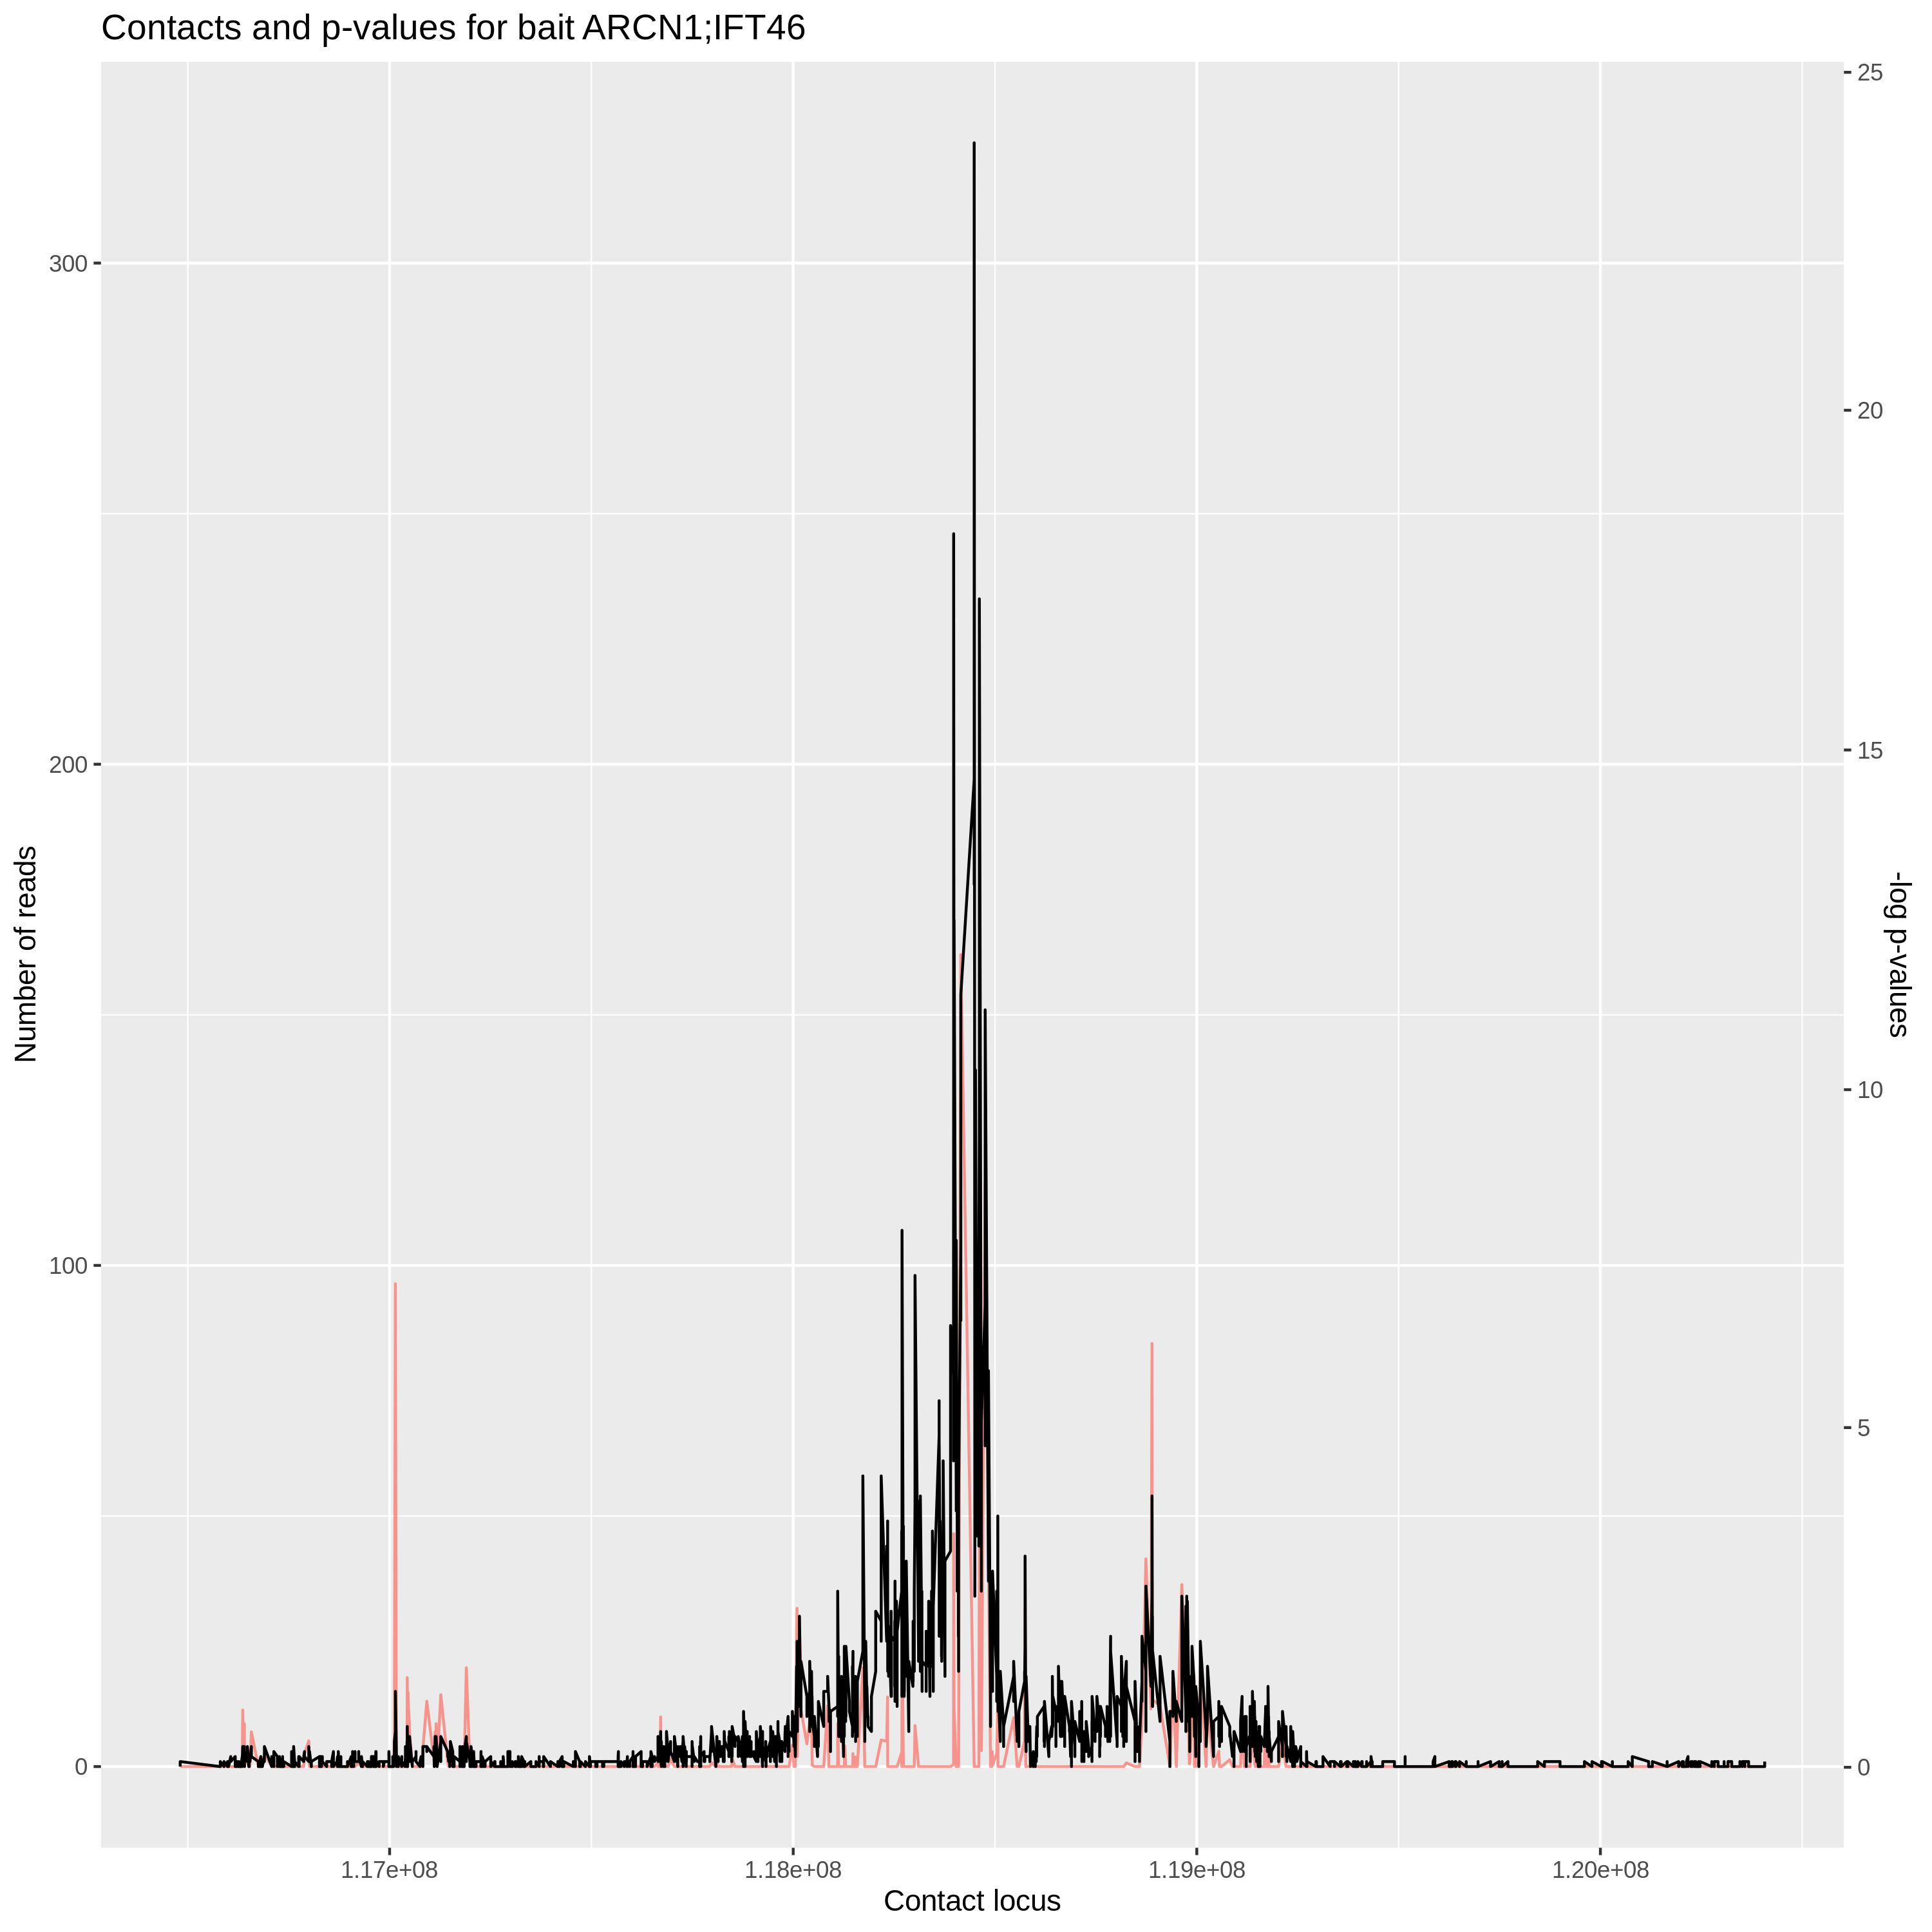 Contacts and p-values for bait ARCN1;IFT46
25
300
20
200
15
Number of reads
-log p-values
10
100
5
0
0
1.17e+08 1.18e+08 1.19e+08 1.20e+08
Contact locus